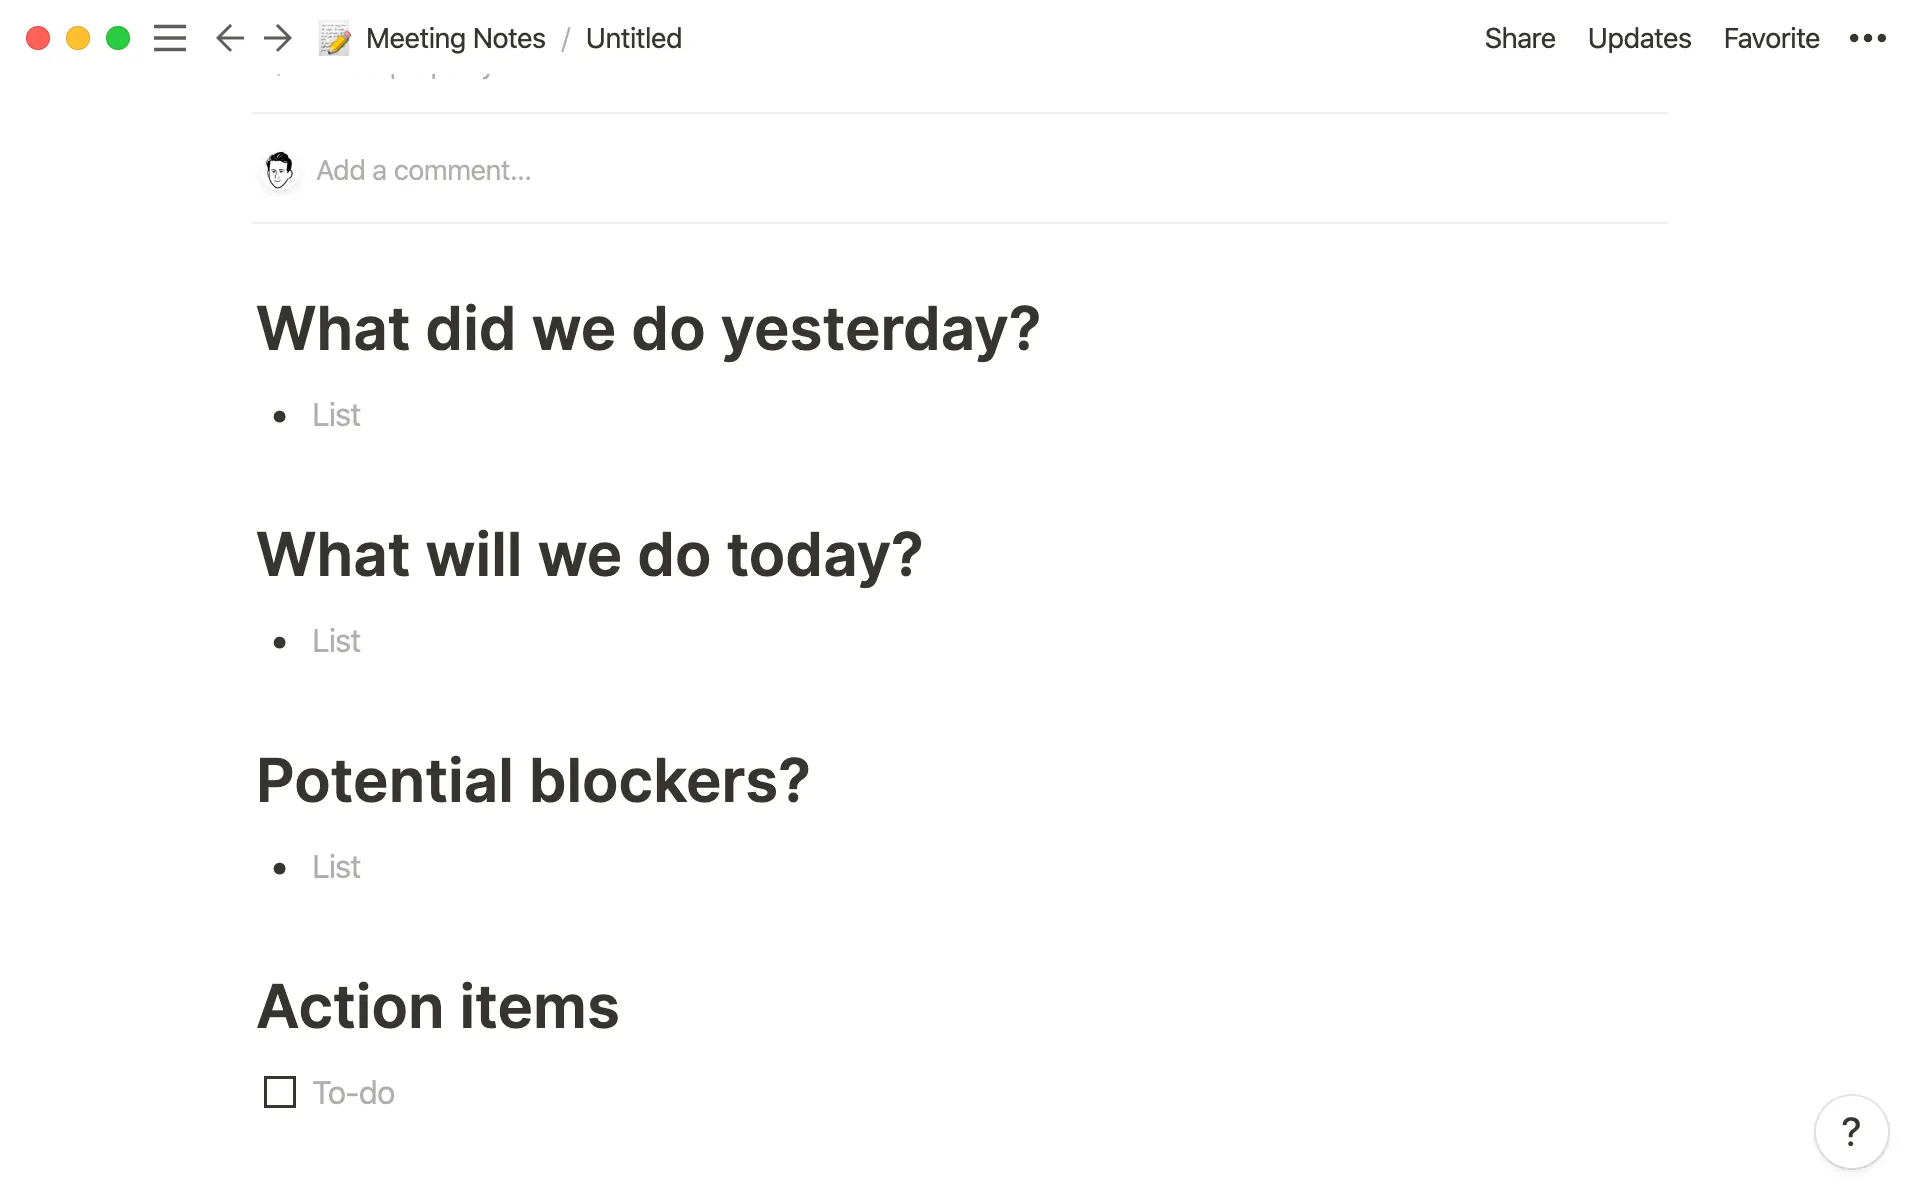 Meeting Notes / Untitled
Share Updates Favorite •••
Add a comment...
What did we do yesterday?
• List
What will we do today?
• List
Potential blockers?
• List
Action items
To-do
?